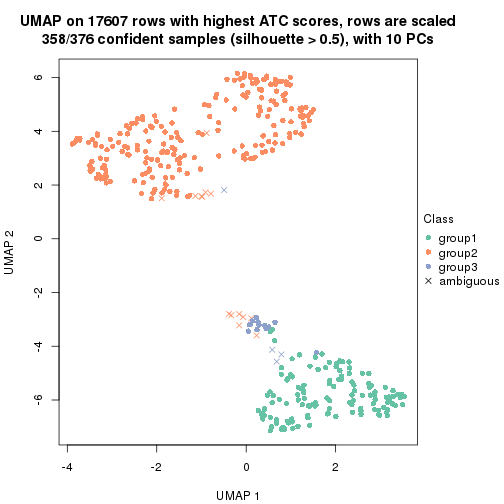 UMAP on 17607 rows with highest ATC scores, rows are scaled
358/376 confident samples (silhouette > 0.5), with 10 PCs
6
4
2
0
-2
-4
-6
UMAP 2
-4
-2
0
2
UMAP 1
Class
group1
group2
group3
ambiguous